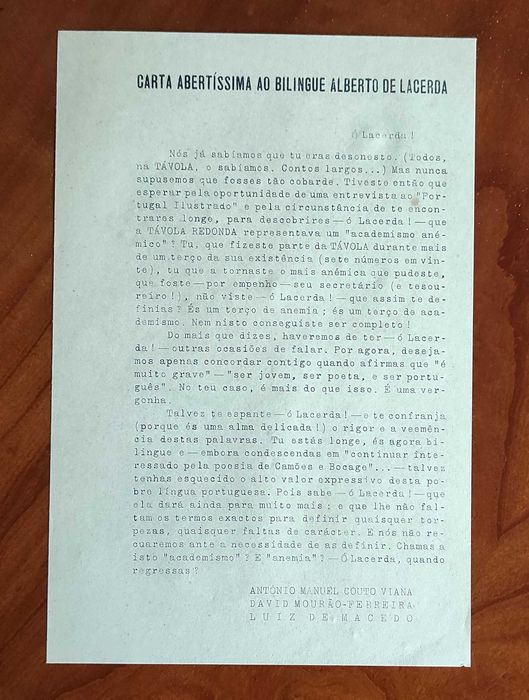 CARTA ABERTÍSSIMA AO BILINGUE ALBERTO DE LACERDA
Ó Lacerda!
Nós já sabíamos que tu eras desonesto. (Todos,
na TÁVOLA, o sabíamos. Contos largos...) Mas nunca
supusemos que fosses tão cobarde. Tiveste então que
esperar pela oportunidade de uma entrevista ao "Por-
tugal Ilustrado" e pela circunstância de te encon-
trares longe, para descobrires—ó Lacerda!—que
a TÁVOLA REDONDA representava um "academismo ané-
mico"? Tu, que fizeste parte da TÁVOLA durante mais
de um terço da sua existência (sete números em vin-
te), tu que a tornaste o mais anémica que pudeste,
que foste—por empenho—seu secretário (e tesou-
reiro!), não viste—ó Lacerda!—que assim te de-
finias? És um terço de anemia; és um terço de aca-
demismo. Nem nisto conseguiste ser completo!
Do mais que dizes, haveremos de ter—ó Lacer-
da!—outras ocasiões de falar. Por agora, deseja-
mos apenas concordar contigo quando afirmas que "é
muito grave"—"ser jovem, ser poeta, e ser portu-
guês". No teu caso, é mais do que isso. É uma ver-
gonha.
Talvez te espante—ó Lacerda!—e te confranja
(porque és uma alma delicada!) o rigor e a veemên-
cia destas palavras. Tu estás longe, és agora bi-
lingue e—embora condescendas em "continuar inte-
ressado pela poesia de Camões e Bocage"...—talvez
tenhas esquecido o alto valor expressivo desta po-
bre língua portuguesa. Pois sabe—ó Lacerda!—que
ela dará ainda para muito mais; e que lhe não fal-
tam os termos exactos para definir quaisquer tor-
pezas, quaisquer faltas de carácter. E nós não re-
cuaremos ante a necessidade de as definir. Chamas a
isto "academismo"? E "anemia"?—Ó Lacerda, quando
regressas?
ANTÓNIO MANUEL COUTO VIANA
DAVID MOURÃO-FERREIRA
LUIZ DE MACEDO